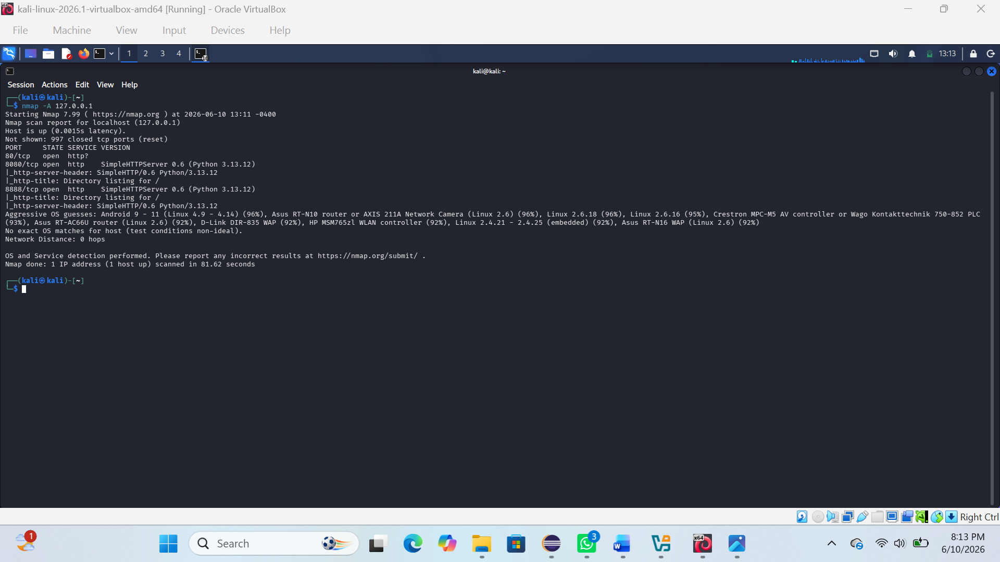 kali-linux-2026.1-virtualbox-amd64 [Running] - Oracle VirtualBox
File Machine View Input Devices Help
1 2 3 4 13:13
kali@kali: ~
Session Actions Edit View Help
┌──(kali㉿kali)-[~]
└─$ nmap -A 127.0.0.1
Starting Nmap 7.99 ( https://nmap.org ) at 2026-06-10 13:11 -0400
Nmap scan report for localhost (127.0.0.1)
Host is up (0.0015s latency).
Not shown: 997 closed tcp ports (reset)
PORT     STATE SERVICE VERSION
80/tcp   open  http?
8080/tcp open  http    SimpleHTTPServer 0.6 (Python 3.13.12)
|_http-server-header: SimpleHTTP/0.6 Python/3.13.12
|_http-title: Directory listing for /
8888/tcp open  http    SimpleHTTPServer 0.6 (Python 3.13.12)
|_http-title: Directory listing for /
|_http-server-header: SimpleHTTP/0.6 Python/3.13.12
Aggressive OS guesses: Android 9 - 11 (Linux 4.9 - 4.14) (96%), Asus RT-N10 router or AXIS 211A Network Camera (Linux 2.6) (96%), Linux 2.6.18 (96%), Linux 2.6.16 (95%), Crestron MPC-M5 AV controller or Wago Kontakttechnik 750-852 PLC
(93%), Asus RT-AC66U router (Linux 2.6) (92%), D-Link DIR-835 WAP (92%), HP MSM765zl WLAN controller (92%), Linux 2.4.21 - 2.4.25 (embedded) (92%), Asus RT-N16 WAP (Linux 2.6) (92%)
No exact OS matches for host (test conditions non-ideal).
Network Distance: 0 hops
OS and Service detection performed. Please report any incorrect results at https://nmap.org/submit/ .
Nmap done: 1 IP address (1 host up) scanned in 81.62 seconds
┌──(kali㉿kali)-[~]
└─$
Right Ctrl
1
Search
3
x64
8:13 PM
6/10/2026